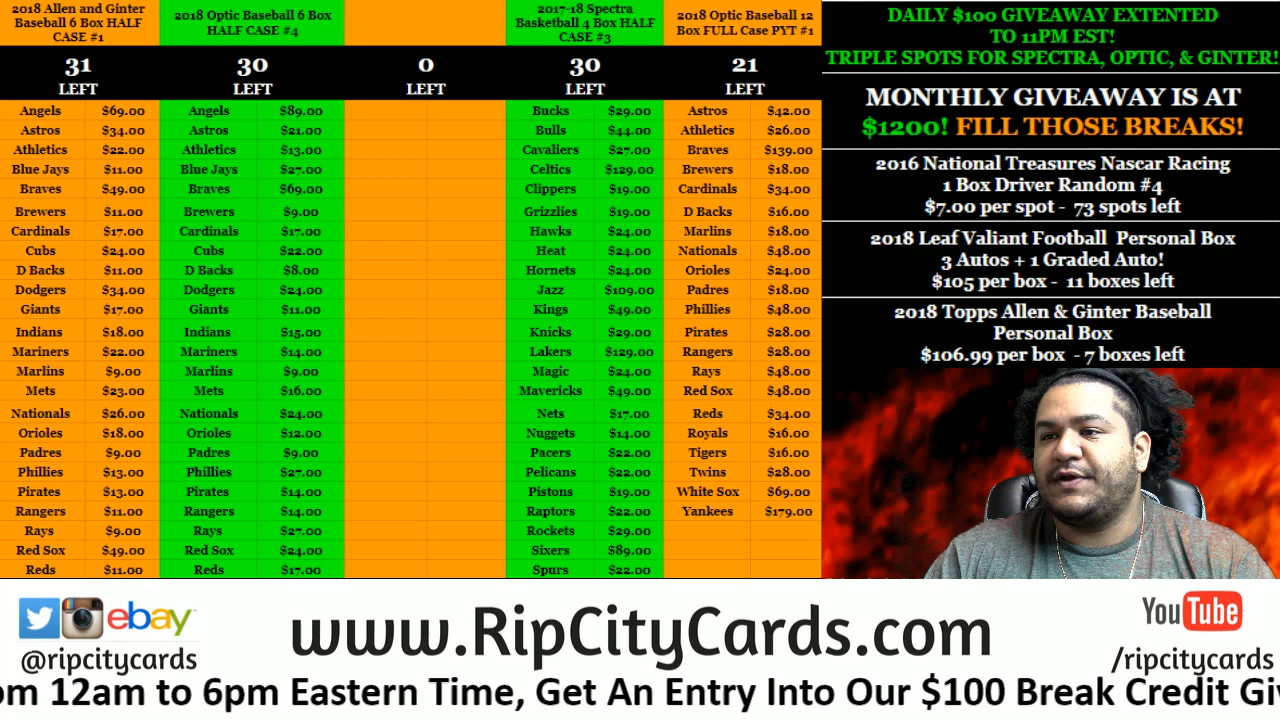 2018 Allen and Ginter
Baseball 6 Box HALF
CASE #1
31
LEFT
Angels $69.00
Astros $34.00
Athletics $22.00
Blue Jays $11.00
Braves $49.00
Brewers $11.00
Cardinals $17.00
Cubs $24.00
D Backs $11.00
Dodgers $34.00
Giants $17.00
Indians $18.00
Mariners $22.00
Marlins $9.00
Mets $23.00
Nationals $26.00
Orioles $18.00
Padres $9.00
Phillies $13.00
Pirates $13.00
Rangers $11.00
Rays $9.00
Red Sox $49.00
Reds $11.00
2018 Optic Baseball 6 Box
HALF CASE #4
30
LEFT
Angels $89.00
Astros $21.00
Athletics $13.00
Blue Jays $27.00
Braves $69.00
Brewers $9.00
Cardinals $17.00
Cubs $22.00
D Backs $8.00
Dodgers $24.00
Giants $11.00
Indians $15.00
Mariners $14.00
Marlins $9.00
Mets $16.00
Nationals $24.00
Orioles $12.00
Padres $9.00
Phillies $27.00
Pirates $14.00
Rangers $14.00
Rays $27.00
Red Sox $24.00
Reds $17.00
0
LEFT
2017-18 Spectra
Basketball 4 Box HALF
CASE #3
30
LEFT
Bucks $29.00
Bulls $44.00
Cavaliers $27.00
Celtics $129.00
Clippers $19.00
Grizzlies $19.00
Hawks $24.00
Heat $24.00
Hornets $24.00
Jazz $109.00
Kings $49.00
Knicks $29.00
Lakers $129.00
Magic $24.00
Mavericks $49.00
Nets $17.00
Nuggets $14.00
Pacers $22.00
Pelicans $22.00
Pistons $19.00
Raptors $22.00
Rockets $29.00
Sixers $89.00
Spurs $22.00
2018 Optic Baseball 12
Box FULL Case PYT #1
21
LEFT
Astros $42.00
Athletics $26.00
Braves $139.00
Brewers $18.00
Cardinals $34.00
D Backs $16.00
Marlins $18.00
Nationals $48.00
Orioles $24.00
Padres $18.00
Phillies $48.00
Pirates $28.00
Rangers $28.00
Rays $48.00
Red Sox $48.00
Reds $34.00
Royals $16.00
Tigers $16.00
Twins $28.00
White Sox $69.00
Yankees $179.00
DAILY $100 GIVEAWAY EXTENTED
TO 11PM EST!
TRIPLE SPOTS FOR SPECTRA, OPTIC, & GINTER!
MONTHLY GIVEAWAY IS AT
$1200! FILL THOSE BREAKS!
2016 National Treasures Nascar Racing
1 Box Driver Random #4
$7.00 per spot - 73 spots left
2018 Leaf Valiant Football Personal Box
3 Autos + 1 Graded Auto!
$105 per box - 11 boxes left
2018 Topps Allen & Ginter Baseball
Personal Box
$106.99 per box - 7 boxes left
ebay
@ripcitycards
www.RipCityCards.com
YouTube
/ripcitycards
om 12am to 6pm Eastern Time, Get An Entry Into Our $100 Break Credit Giv